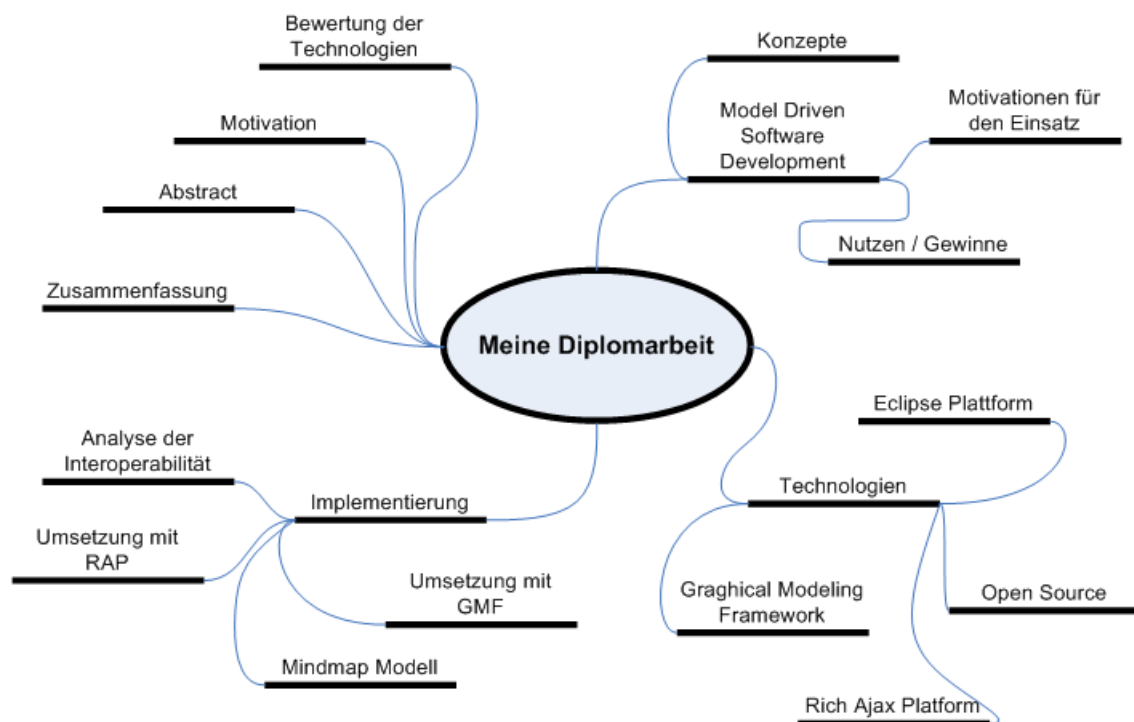 Bewertung der
Technologien
Motivation
Abstract
Zusammenfassung
Konzepte
Model Driven
Software
Development
Motivationen für
den Einsatz
Nutzen / Gewinne
Meine Diplomarbeit
Analyse der
Interoperabilität
Implementierung
Umsetzung mit
RAP
Umsetzung mit
GMF
Mindmap Modell
Eclipse Plattform
Technologien
Graghical Modeling
Framework
Open Source
Rich Ajax Platform